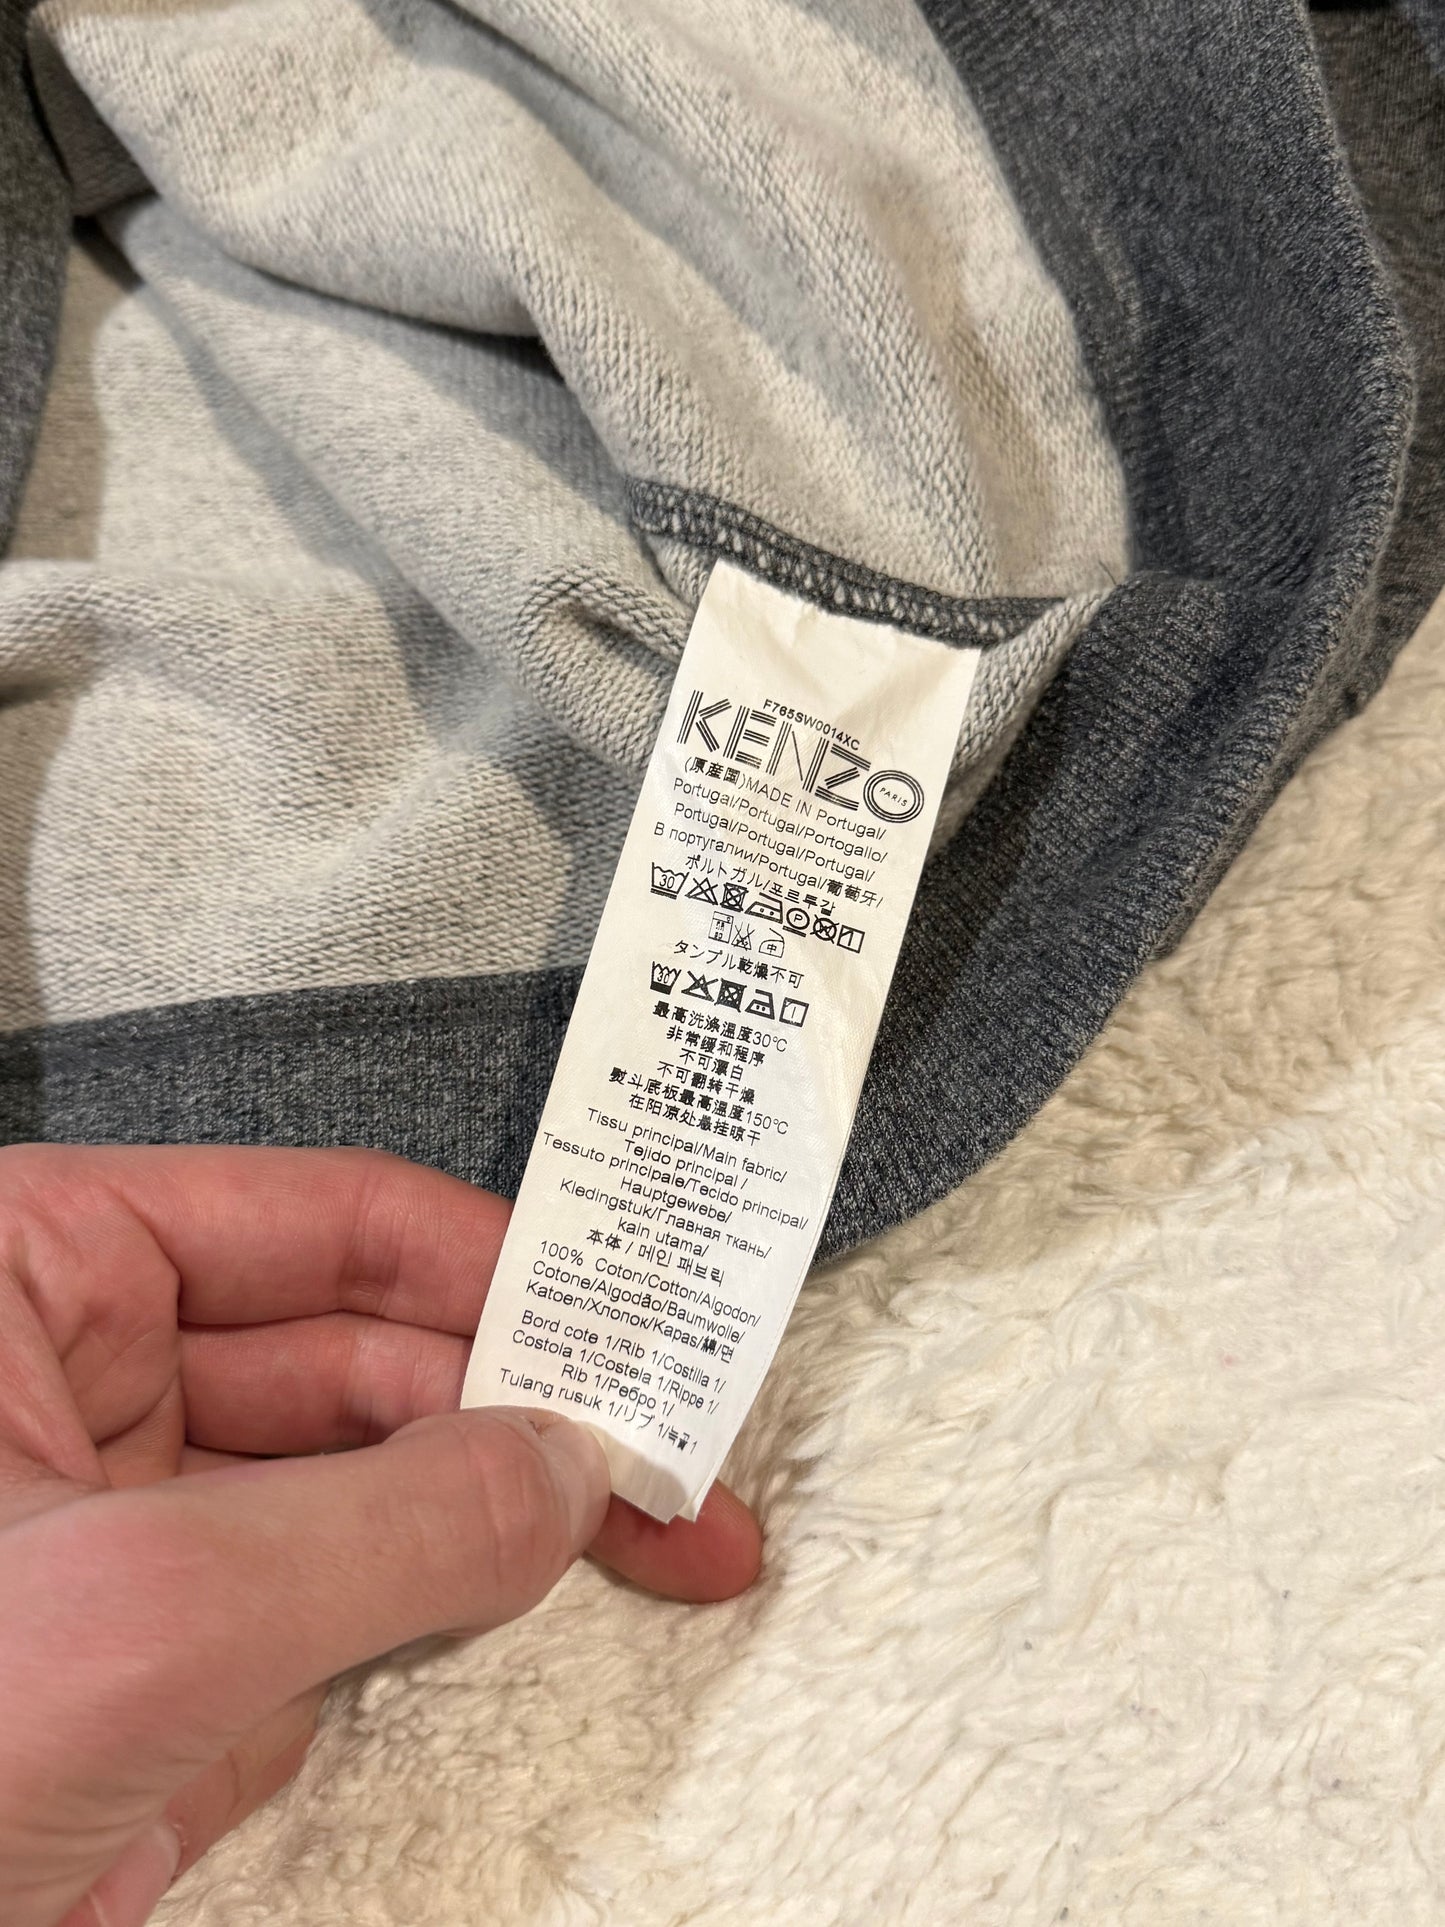 F765SW0014XC
KENZO
PARIS
(原産国)MADE IN Portugal/
Portugal/Portugal/Portogallo/
Portugal/Portugal/Portugal/
В португалии/Portugal/葡萄牙/
ポルトガル/포르투갈
30 P 1
中
タンブル乾燥不可
30
最高洗涤温度30℃
非常缓和程序
不可漂白
不可翻转干燥
熨斗底板最高温度150℃
在阳凉处悬挂晾干
Tissu principal/Main fabric/
Tejido principal /
Tessuto principale/Tecido principal/
Hauptgewebe/
Kledingstuk/Главная ткань/
kain utama/
本体 / 메인 패브릭
100% Coton/Cotton/Algodon/
Cotone/Algodão/Baumwolle/
Katoen/Хлопок/Kapas/綿/면
Bord cote 1/Rib 1/Costilla 1/
Costola 1/Costela 1/Rippe 1/
Rib 1/Ребро 1/
Tulang rusuk 1/リブ 1/늑골 1